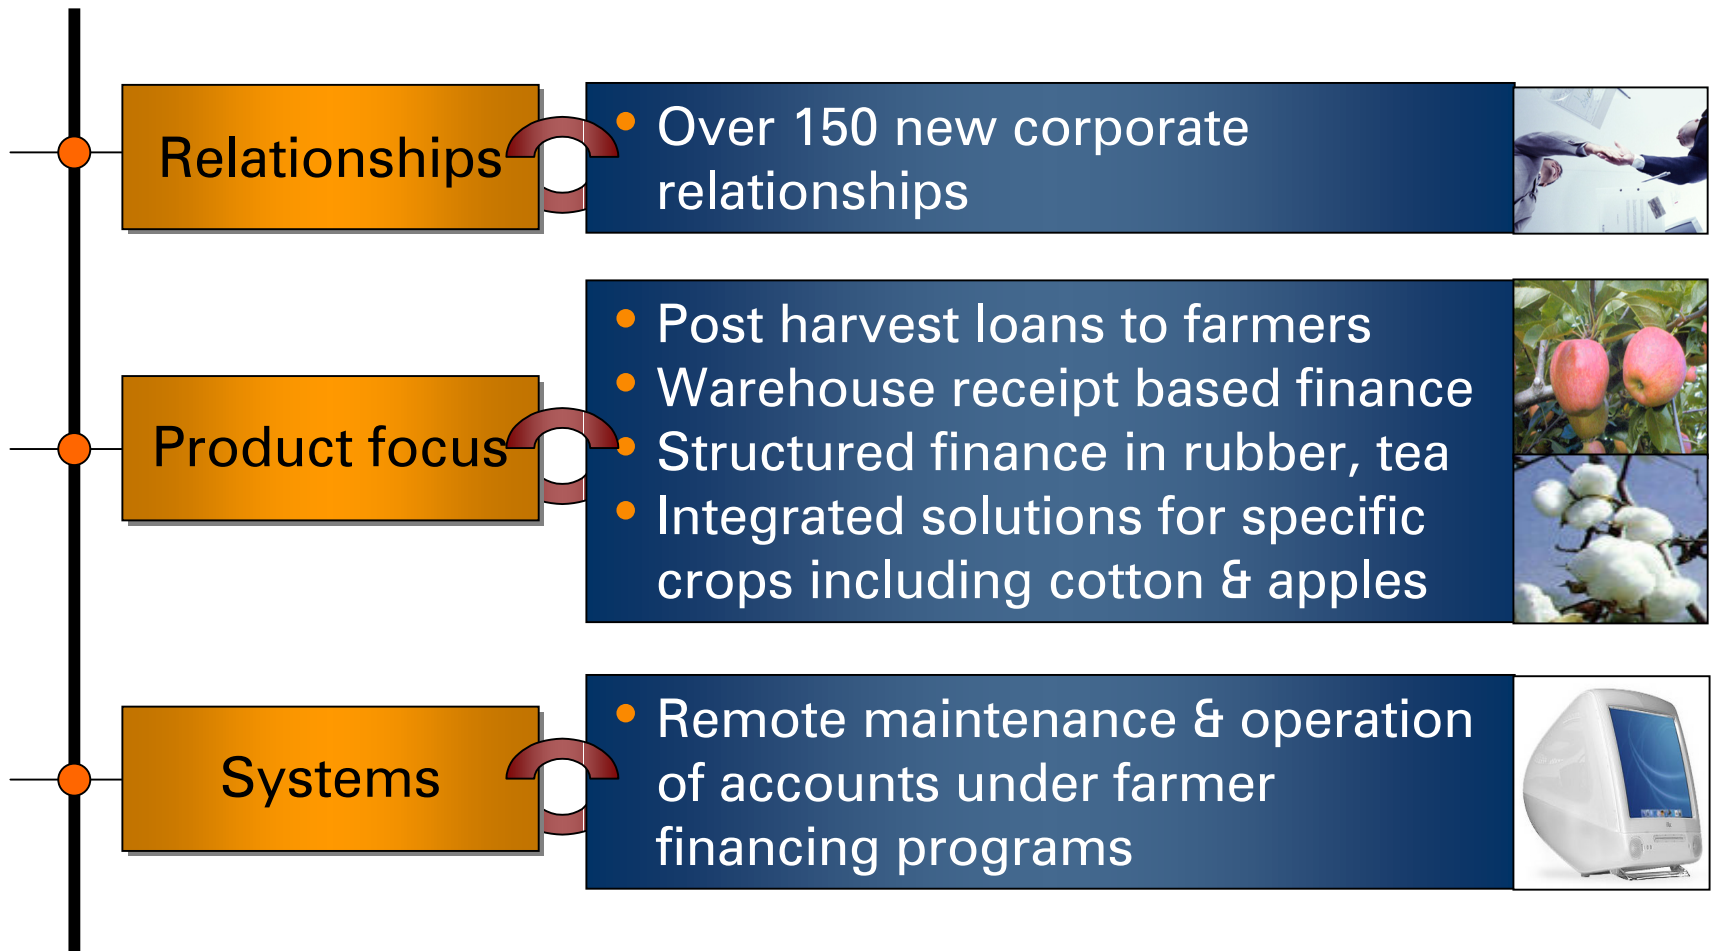 Relationships
• Over 150 new corporate
relationships
Product focus
• Post harvest loans to farmers
• Warehouse receipt based finance
• Structured finance in rubber, tea
• Integrated solutions for specific
crops including cotton & apples
Systems
• Remote maintenance & operation
of accounts under farmer
financing programs